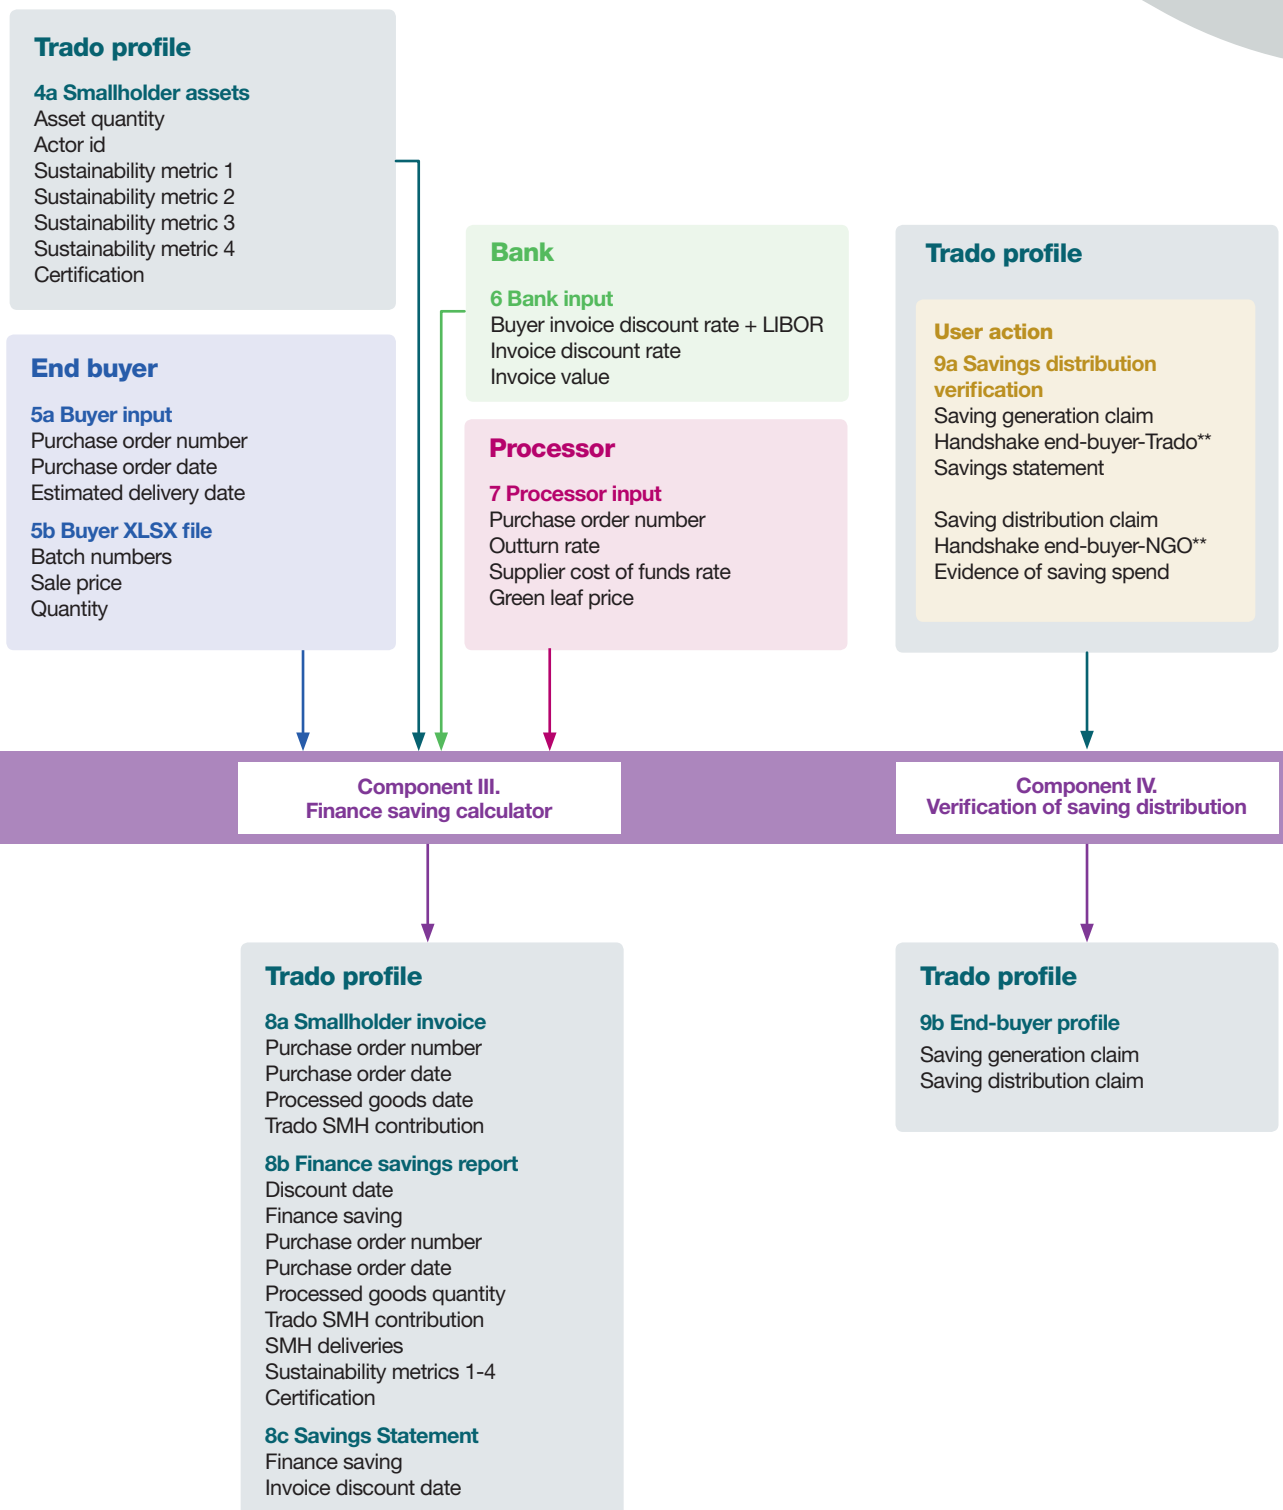 Trado profile
4a Smallholder assets
Asset quantity
Actor id
Sustainability metric 1
Sustainability metric 2
Sustainability metric 3
Sustainability metric 4
Certification
End buyer
5a Buyer input
Purchase order number
Purchase order date
Estimated delivery date
5b Buyer XLSX file
Batch numbers
Sale price
Quantity
Bank
6 Bank input
Buyer invoice discount rate + LIBOR
Invoice discount rate
Invoice value
Processor
7 Processor input
Purchase order number
Outturn rate
Supplier cost of funds rate
Green leaf price
Trado profile
User action
9a Savings distribution
verification
Saving generation claim
Handshake end-buyer-Trado**
Savings statement
Saving distribution claim
Handshake end-buyer-NGO**
Evidence of saving spend
Component III.
Finance saving calculator
Component IV.
Verification of saving distribution
Trado profile
8a Smallholder invoice
Purchase order number
Purchase order date
Processed goods date
Trado SMH contribution
8b Finance savings report
Discount date
Finance saving
Purchase order number
Purchase order date
Processed goods quantity
Trado SMH contribution
SMH deliveries
Sustainability metrics 1-4
Certification
8c Savings Statement
Finance saving
Invoice discount date
Trado profile
9b End-buyer profile
Saving generation claim
Saving distribution claim